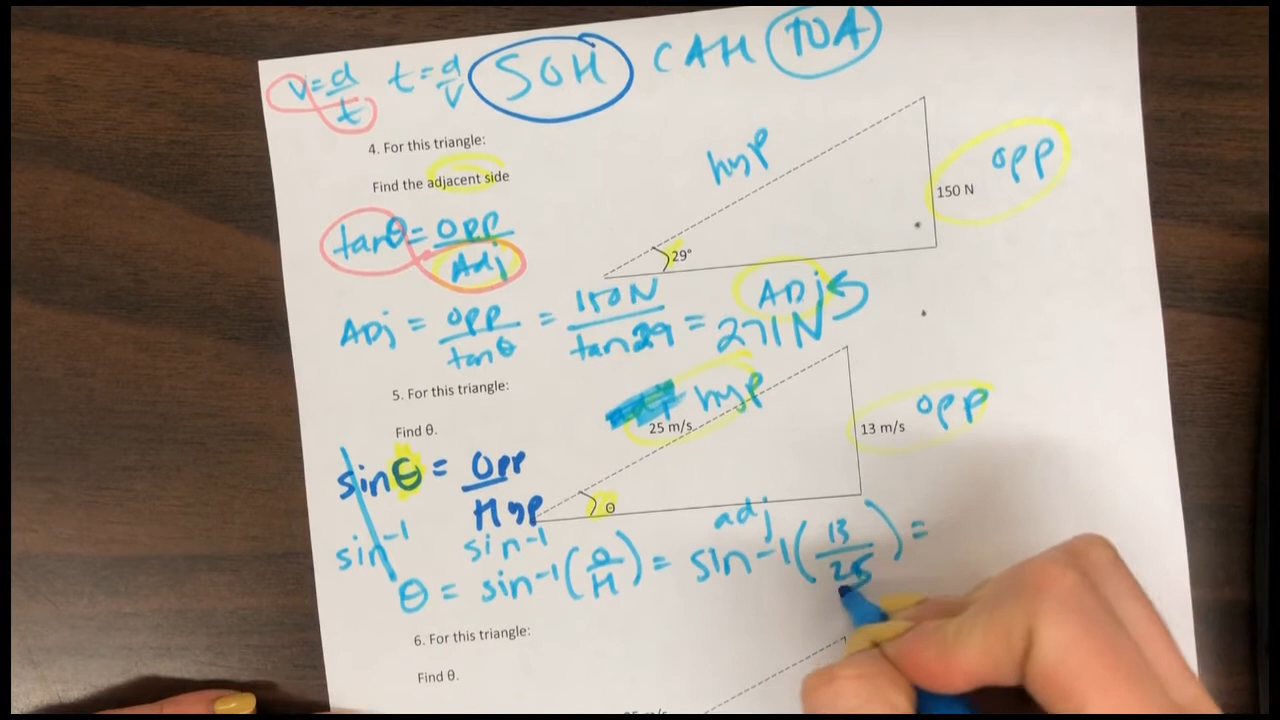 v=d/t t=d/v SOH CAH TOA
4. For this triangle:
Find the adjacent side
hyp
150 N opp
29°
tanθ = Opp/Adj
ADj
ADj = opp/tanθ = 150N/tan29 = 271N
5. For this triangle:
Find θ.
hyp
25 m/s
13 m/s opp
θ
adj
sinθ = Opp/Hyp
sin-1 sin-1
θ = sin-1(O/H) = sin-1(13/25) =
6. For this triangle:
Find θ.